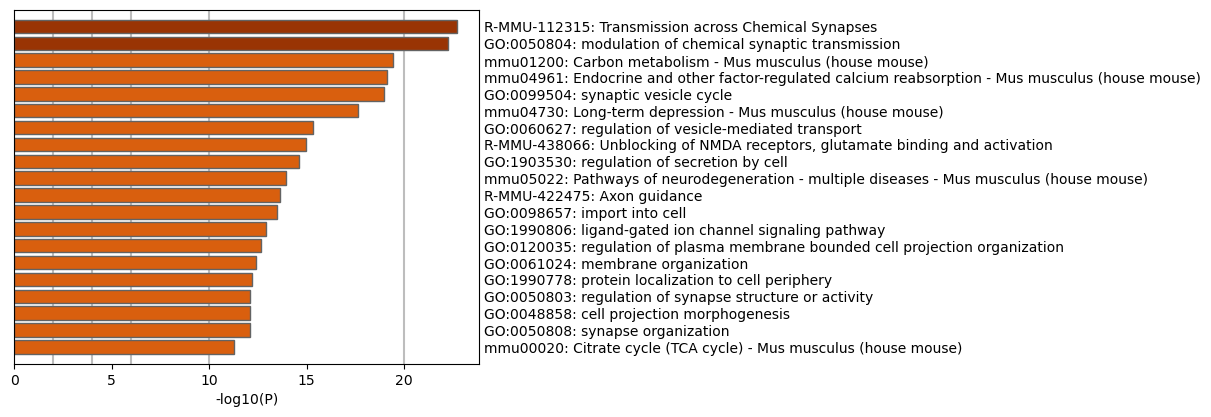 R-MMU-112315: Transmission across Chemical Synapses
GO:0050804: modulation of chemical synaptic transmission
mmu01200: Carbon metabolism - Mus musculus (house mouse)
mmu04961: Endocrine and other factor-regulated calcium reabsorption - Mus musculus (house mouse)
GO:0099504: synaptic vesicle cycle
mmu04730: Long-term depression - Mus musculus (house mouse)
GO:0060627: regulation of vesicle-mediated transport
R-MMU-438066: Unblocking of NMDA receptors, glutamate binding and activation
GO:1903530: regulation of secretion by cell
mmu05022: Pathways of neurodegeneration - multiple diseases - Mus musculus (house mouse)
R-MMU-422475: Axon guidance
GO:0098657: import into cell
GO:1990806: ligand-gated ion channel signaling pathway
GO:0120035: regulation of plasma membrane bounded cell projection organization
GO:0061024: membrane organization
GO:1990778: protein localization to cell periphery
GO:0050803: regulation of synapse structure or activity
GO:0048858: cell projection morphogenesis
GO:0050808: synapse organization
mmu00020: Citrate cycle (TCA cycle) - Mus musculus (house mouse)
0 5 10 15 20
-log10(P)